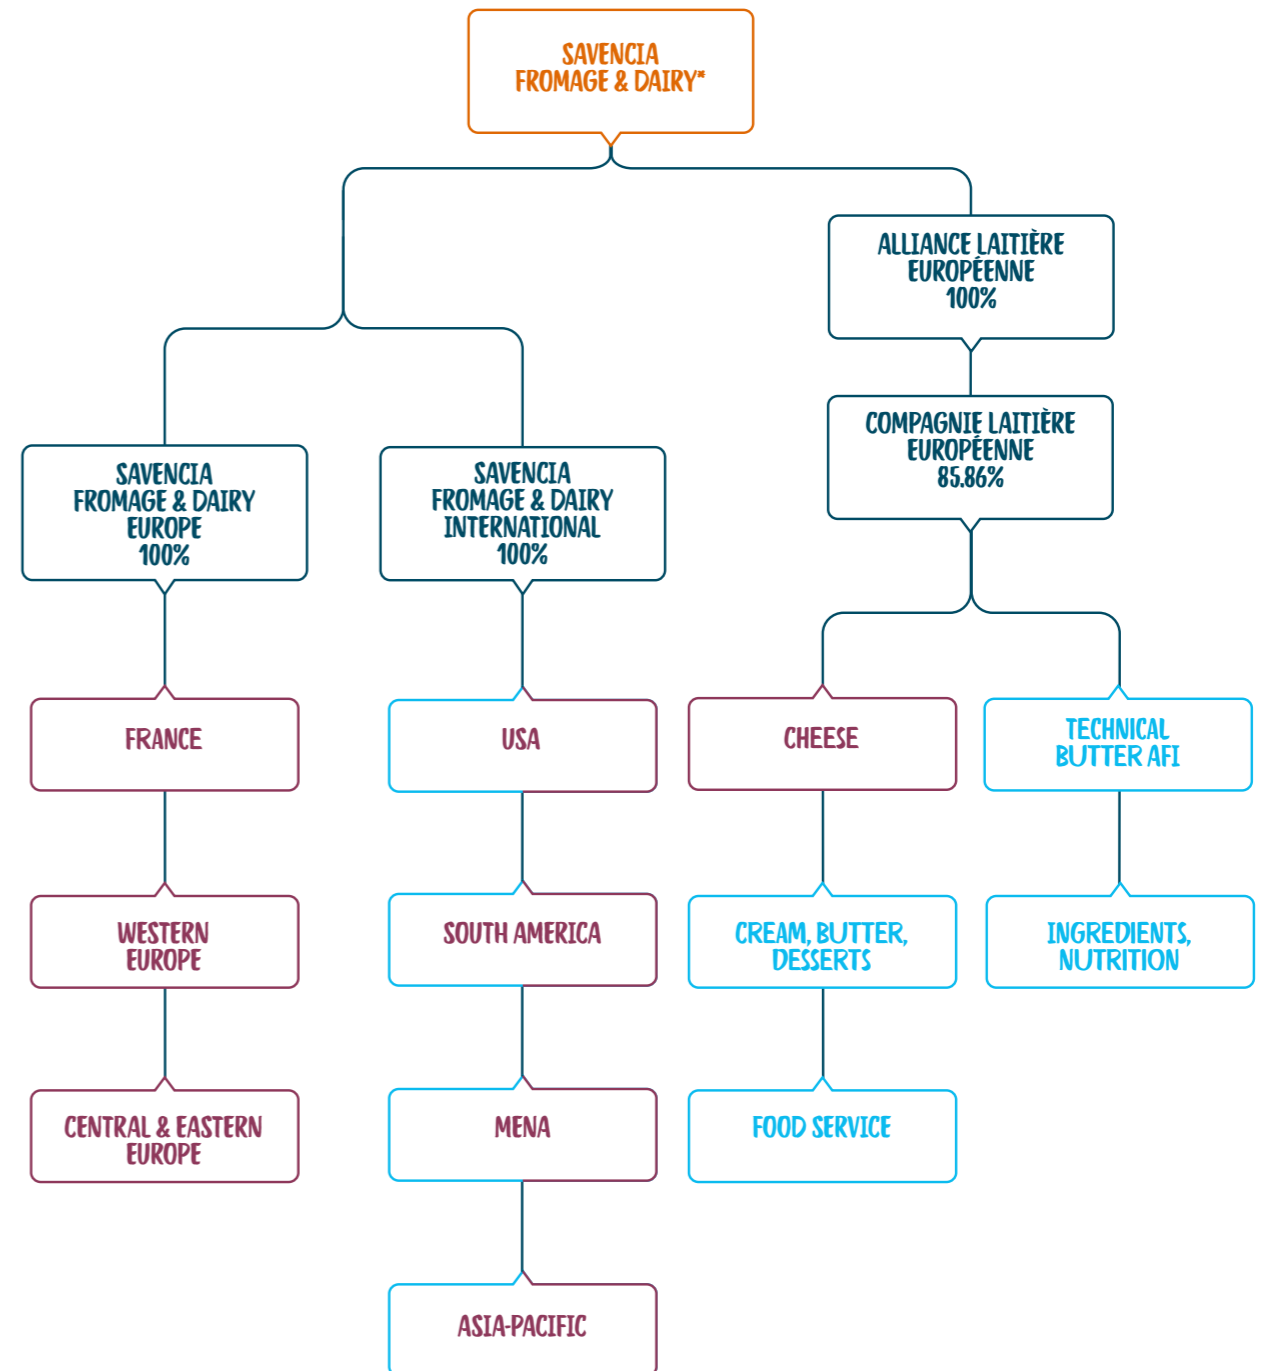 SAVENCIA
FROMAGE & DAIRY*
ALLIANCE LAITIÈRE
EUROPÉENNE
100%
COMPAGNIE LAITIÈRE
EUROPÉENNE
85.86%
SAVENCIA
FROMAGE & DAIRY
EUROPE
100%
SAVENCIA
FROMAGE & DAIRY
INTERNATIONAL
100%
FRANCE
USA
CHEESE
TECHNICAL
BUTTER AFI
WESTERN
EUROPE
SOUTH AMERICA
CREAM, BUTTER,
DESSERTS
INGREDIENTS,
NUTRITION
CENTRAL & EASTERN
EUROPE
MENA
FOOD SERVICE
ASIA-PACIFIC